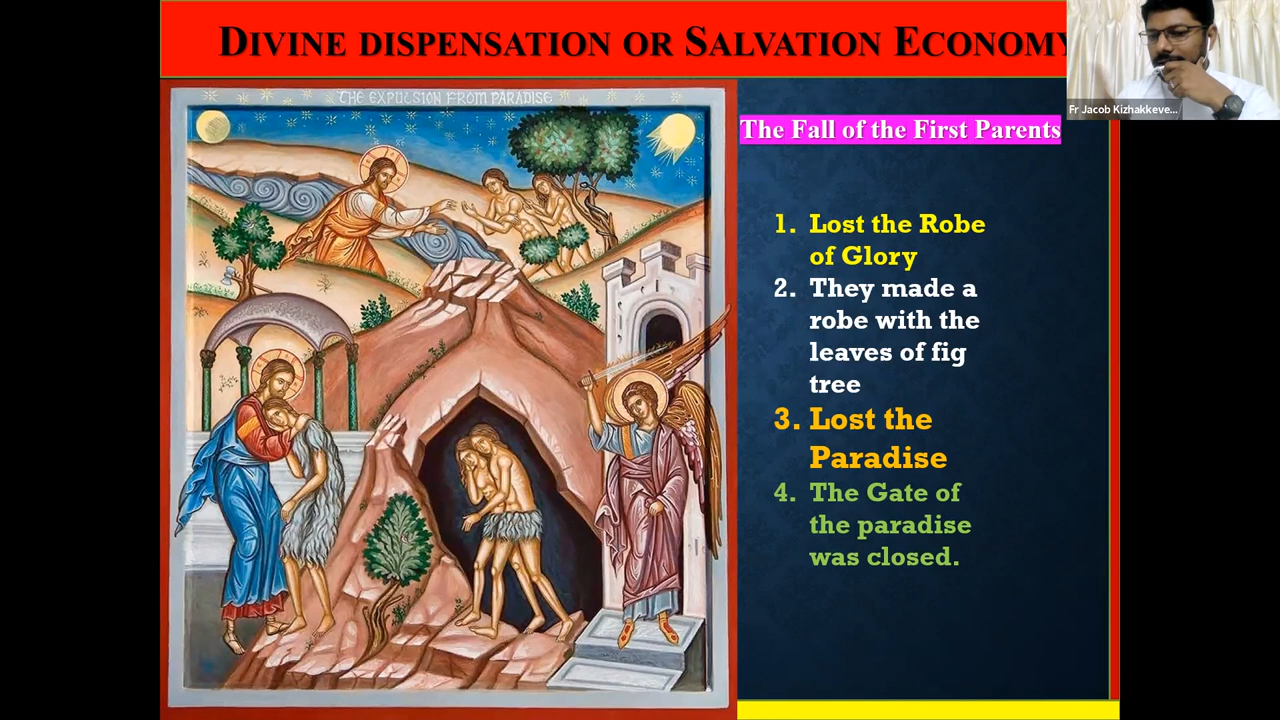 DIVINE DISPENSATION OR SALVATION ECONOMY
Fr Jacob Kizhakkeve...
THE EXPULSION FROM PARADISE
The Fall of the First Parents
1. Lost the Robe
of Glory
2. They made a
robe with the
leaves of fig
tree
3. Lost the
Paradise
4. The Gate of
the paradise
was closed.